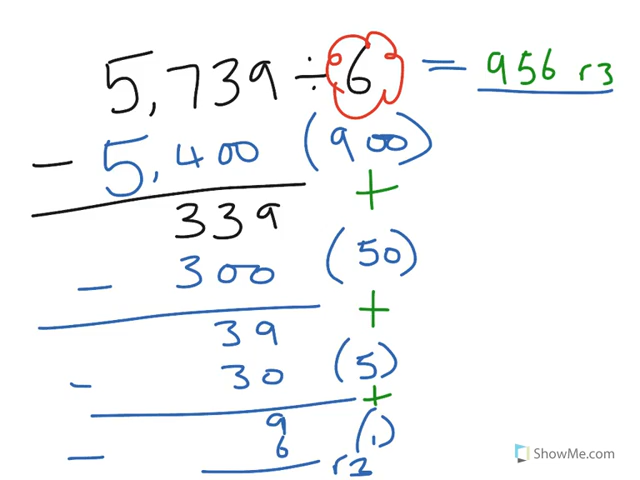 5,739 ÷ 6 = 956 r3
− 5,400 (900)
+
339
− 300 (50)
+
39
− 30 (5)
+
9 (1)
− 6
r3
ShowMe.com